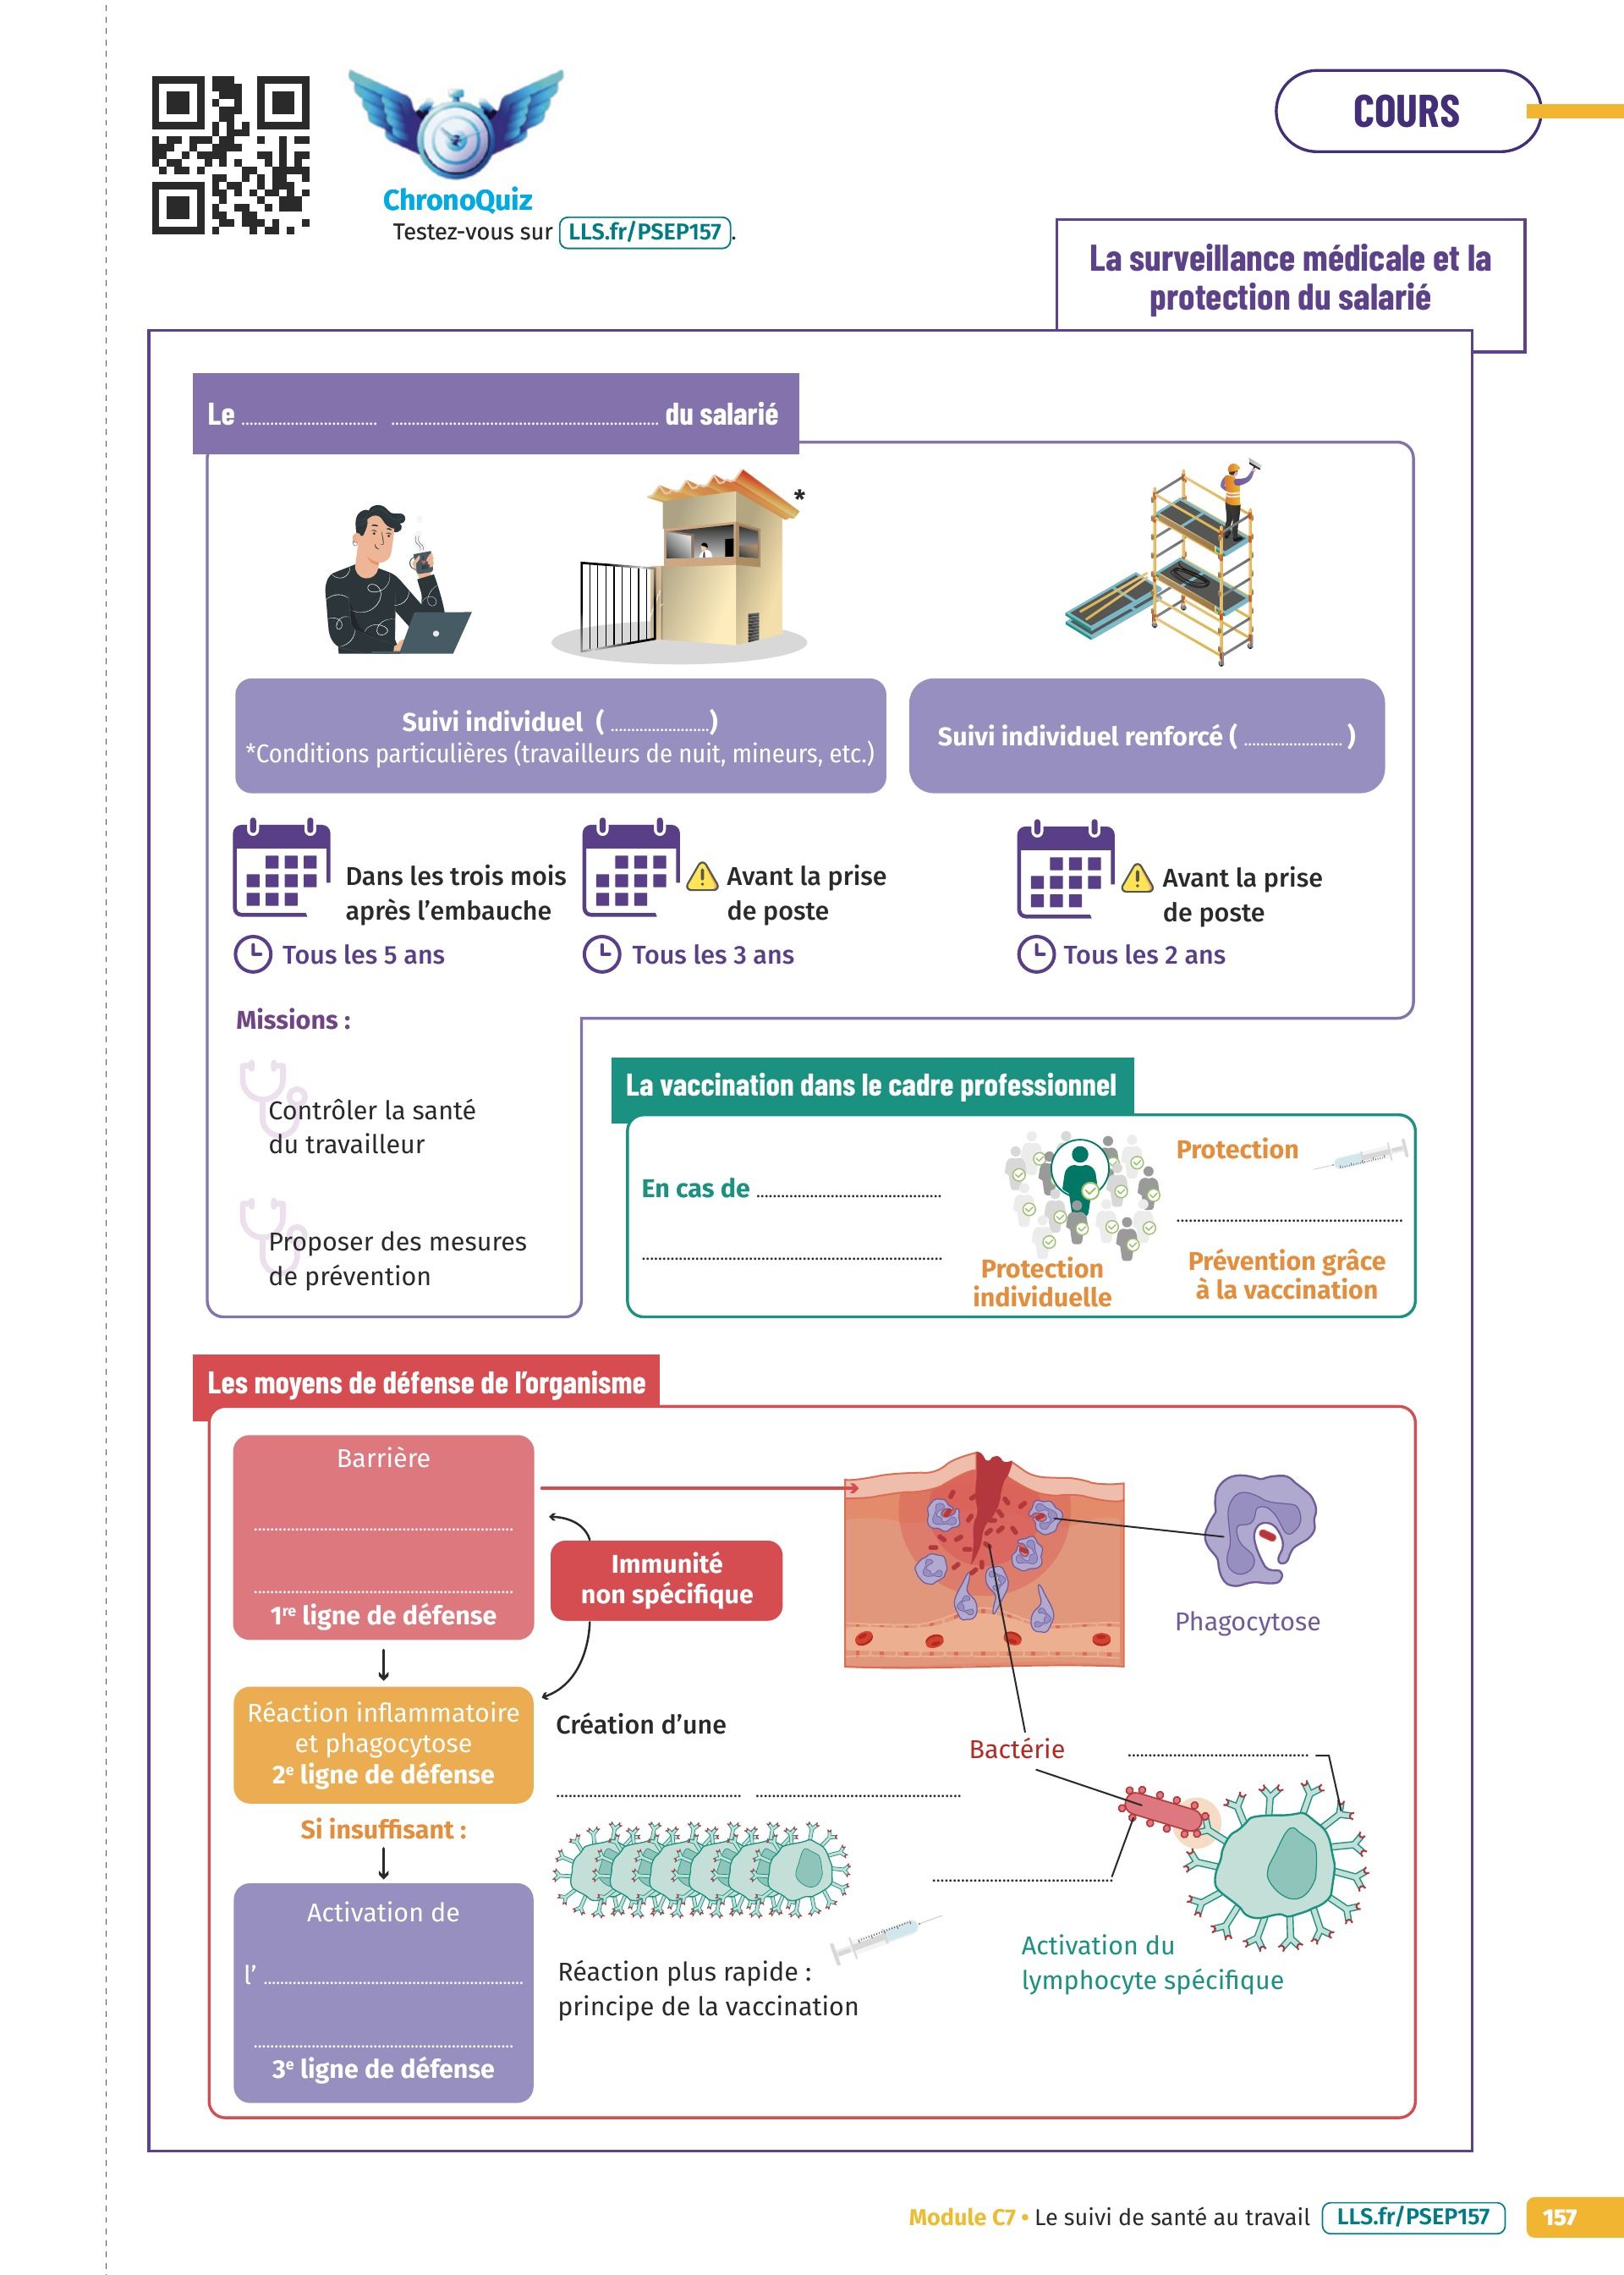 COURS
ChronoQuiz
Testez-vous sur LLS.fr/PSEP157.
La surveillance médicale et la
protection du salarié
Le ........................ ........................ du salarié
*
Suivi individuel (....................)
*Conditions particulières (travailleurs de nuit, mineurs, etc.)
Suivi individuel renforcé (....................)
Dans les trois mois
après l'embauche
Tous les 5 ans
Avant la prise
de poste
Tous les 3 ans
Avant la prise
de poste
Tous les 2 ans
Missions :
Contrôler la santé
du travailleur
Proposer des mesures
de prévention
La vaccination dans le cadre professionnel
En cas de ........................
........................
Protection
individuelle
Protection
........................
Prévention grâce
à la vaccination
Les moyens de défense de l'organisme
Barrière
........................
........................
1re ligne de défense
Immunité
non spécifique
Phagocytose
Réaction inflammatoire
et phagocytose
2e ligne de défense
Création d'une
........................ ........................
Bactérie
........................
Si insuffisant :
........................
Activation de
l' ........................
........................
3e ligne de défense
Réaction plus rapide :
principe de la vaccination
Activation du
lymphocyte spécifique
Module C7 • Le suivi de santé au travail LLS.fr/PSEP157 157